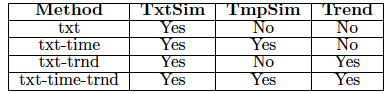 Method TxtSim TmpSim Trend
txt Yes No No
txt-time Yes Yes No
txt-trnd Yes No Yes
txt-time-trnd Yes Yes Yes